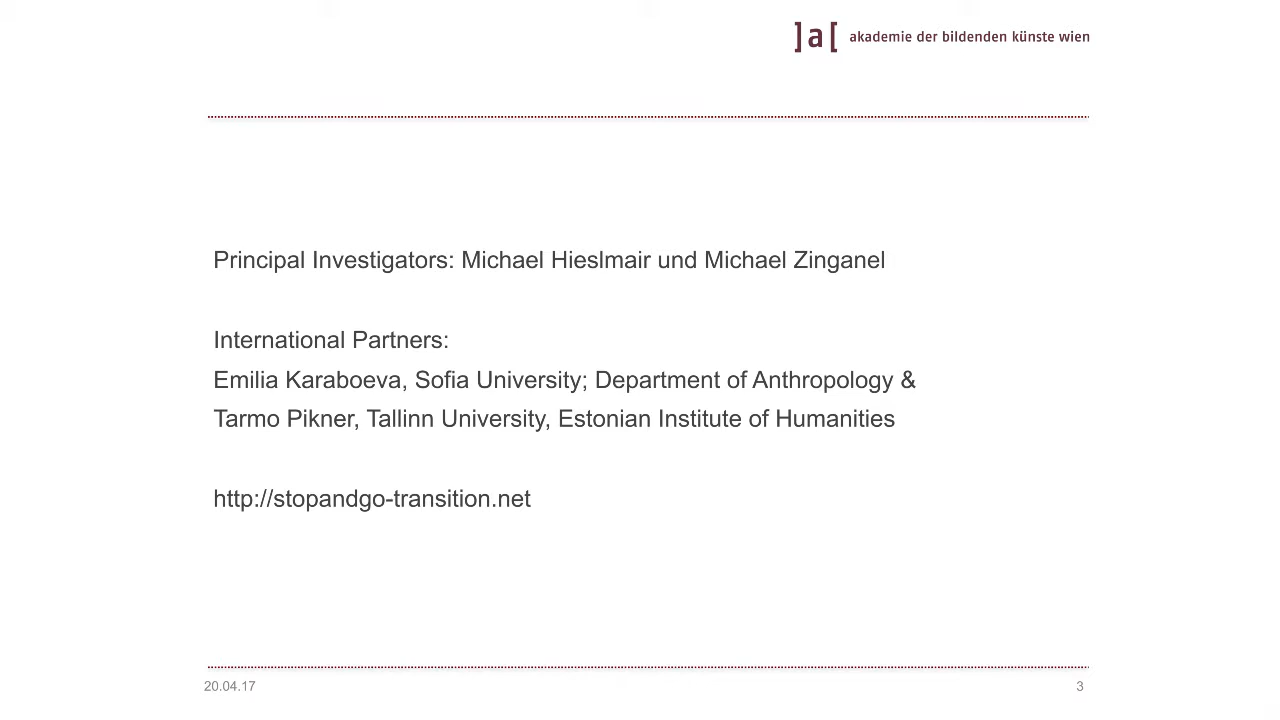 ]a[ akademie der bildenden künste wien
Principal Investigators: Michael Hieslmair und Michael Zinganel
International Partners:
Emilia Karaboeva, Sofia University; Department of Anthropology &
Tarmo Pikner, Tallinn University, Estonian Institute of Humanities
http://stopandgo-transition.net
20.04.17 3